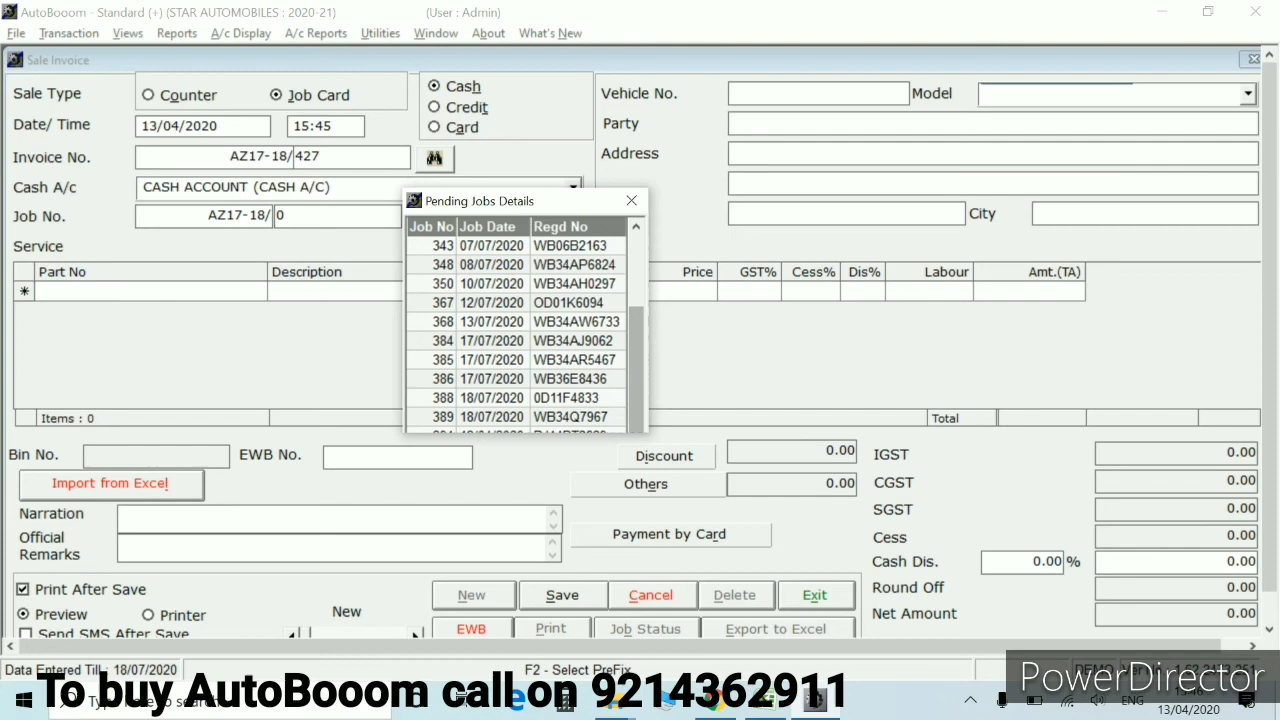 AutoBooom - Standard (+) (STAR AUTOMOBILES : 2020-21) (User : Admin)
File Transaction Views Reports A/c Display A/c Reports Utilities Window About What's New
Sale Invoice
Sale Type Counter Job Card
Cash
Credit
Card
Date/ Time 13/04/2020 15:45
Invoice No. AZ17-18/ 427
Cash A/c CASH ACCOUNT (CASH A/C)
Job No. AZ17-18/ 0
Vehicle No. Model
Party
Address
City
Pending Jobs Details
Job No Job Date Regd No
343 07/07/2020 WB06B2163
348 08/07/2020 WB34AP6824
350 10/07/2020 WB34AH0297
367 12/07/2020 OD01K6094
368 13/07/2020 WB34AW6733
384 17/07/2020 WB34AJ9062
385 17/07/2020 WB34AR5467
386 17/07/2020 WB36E8436
388 18/07/2020 0D11F4833
389 18/07/2020 WB34Q7967
Service
Part No Description Price GST% Cess% Dis% Labour Amt.(TA)
Items : 0 Total
Bin No. EWB No. Discount 0.00 IGST 0.00
Import from Excel Others 0.00 CGST 0.00
Narration SGST 0.00
Official Remarks Payment by Card Cess 0.00
Cash Dis. 0.00 % 0.00
Print After Save Round Off 0.00
Preview Printer New Net Amount 0.00
Send SMS After Save
New Save Cancel Delete Exit
EWB Print Job Status Export to Excel
Data Entered Till : 18/07/2020 F2 - Select PreFix DEMO
To buy AutoBooom call on 9214362911
PowerDirector
ENG
13/04/2020